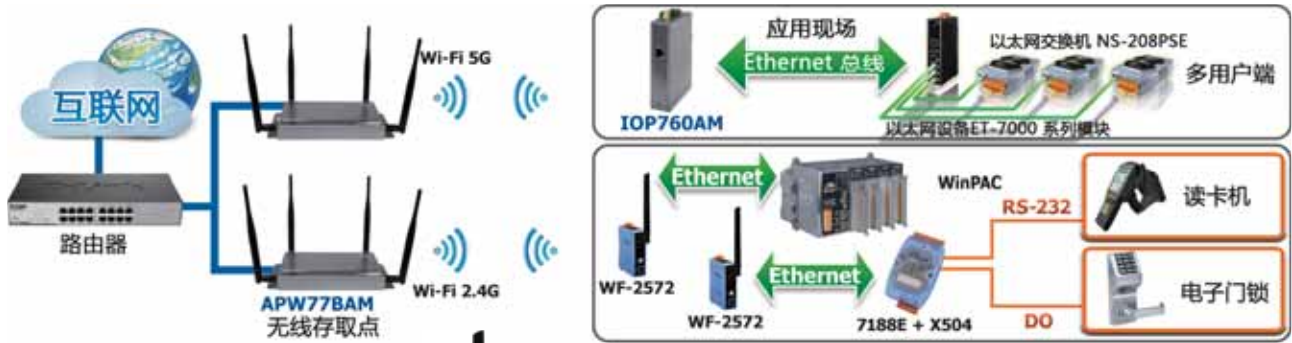 互联网
路由器
Wi-Fi 5G
Wi-Fi 2.4G
APW77BAM
无线存取点
应用现场
Ethernet 总线
IOP760AM
以太网交换机 NS-208PSE
多用户端
以太网设备ET-7000 系列模块
Ethernet
WinPAC
RS-232
读卡机
WF-2572
WF-2572
Ethernet
7188E + X504
DO
电子门锁